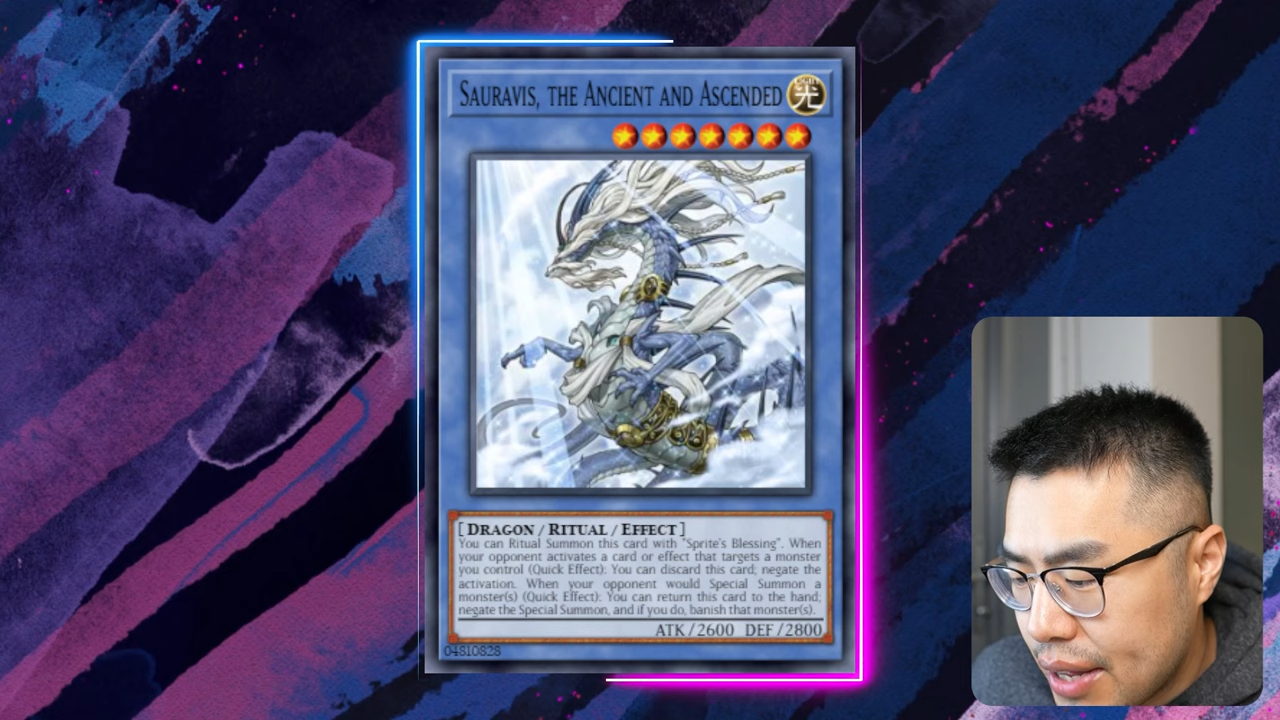 SAURAVIS, THE ANCIENT AND ASCENDED
LIGHT
光
[ DRAGON / RITUAL / EFFECT ]
You can Ritual Summon this card with "Sprite's Blessing". When
your opponent activates a card or effect that targets a monster
you control (Quick Effect): You can discard this card; negate the
activation. When your opponent would Special Summon a
monster(s) (Quick Effect): You can return this card to the hand;
negate the Special Summon, and if you do, banish that monster(s).
ATK/2600 DEF/2800
04810828